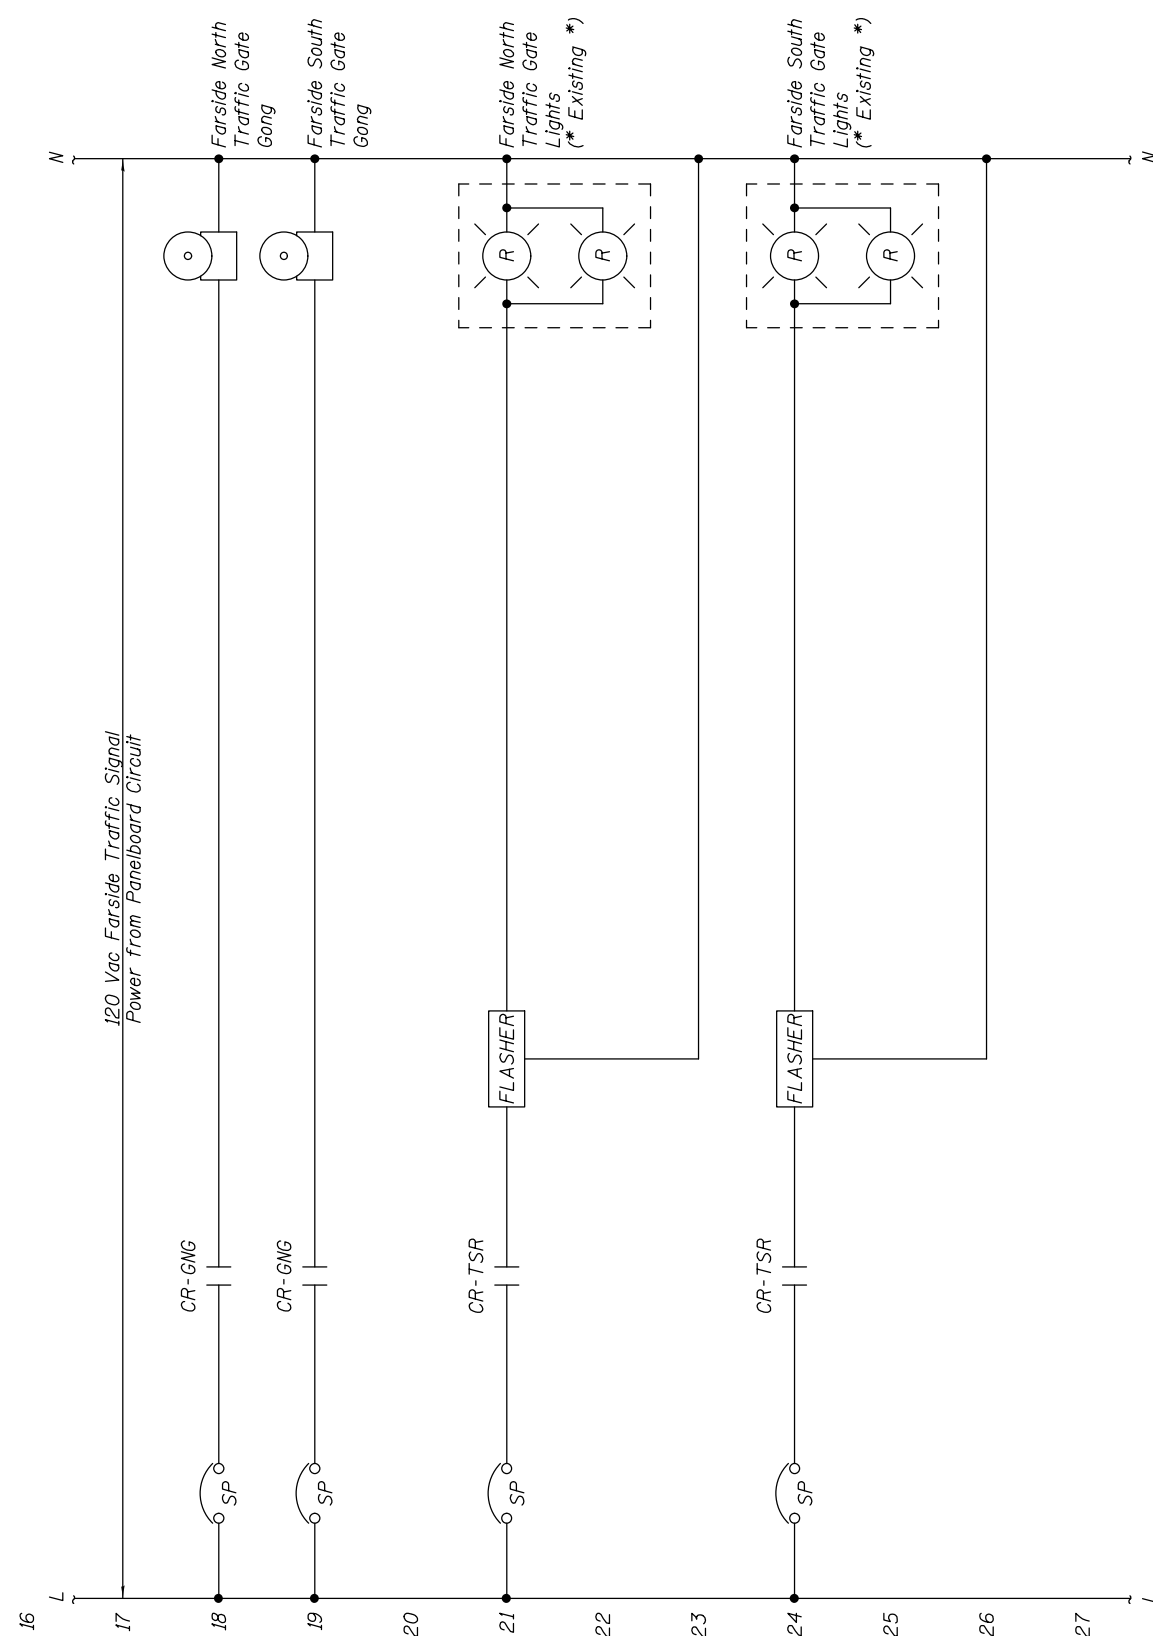 16
L
N
17
120 Vac Farside Traffic Signal
Power from Panelboard Circuit
18
SP
CR-GNG
Farside North
Traffic Gate
Gong
19
SP
CR-GNG
Farside South
Traffic Gate
Gong
20
21
SP
CR-TSR
FLASHER
R
Farside North
Traffic Gate
Lights
(* Existing *)
22
R
23
24
SP
CR-TSR
FLASHER
R
Farside South
Traffic Gate
Lights
(* Existing *)
25
R
26
27
N